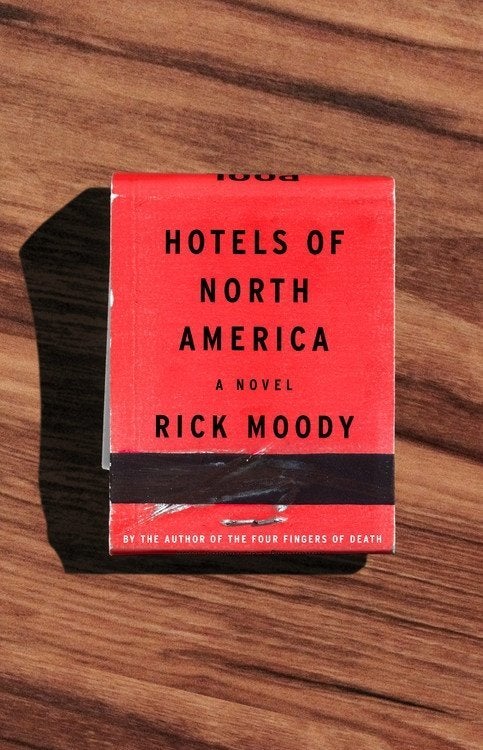 HOTELS OF
NORTH
AMERICA
A NOVEL
RICK MOODY
BY THE AUTHOR OF THE FOUR FINGERS OF DEATH